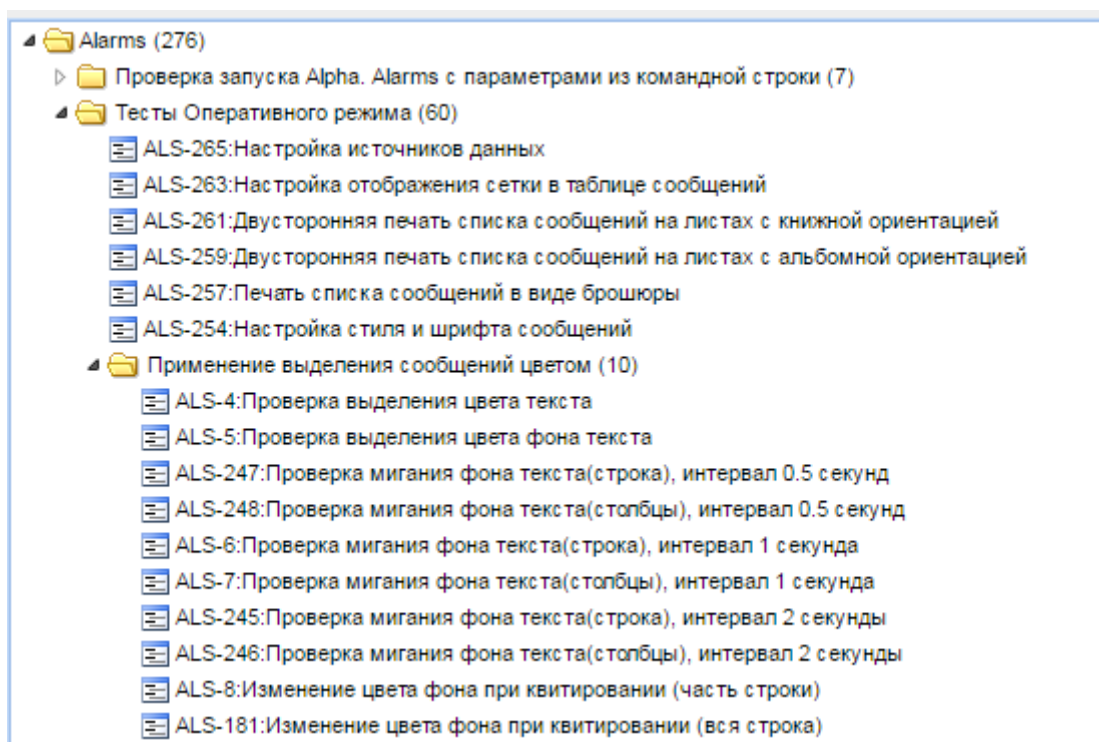 Alarms (276)
Проверка запуска Alpha. Alarms с параметрами из командной строки (7)
Тесты Оперативного режима (60)
ALS-265:Настройка источников данных
ALS-263:Настройка отображения сетки в таблице сообщений
ALS-261:Двусторонняя печать списка сообщений на листах с книжной ориентацией
ALS-259:Двусторонняя печать списка сообщений на листах с альбомной ориентацией
ALS-257:Печать списка сообщений в виде брошюры
ALS-254:Настройка стиля и шрифта сообщений
Применение выделения сообщений цветом (10)
ALS-4:Проверка выделения цвета текста
ALS-5:Проверка выделения цвета фона текста
ALS-247:Проверка мигания фона текста(строка), интервал 0.5 секунд
ALS-248:Проверка мигания фона текста(столбцы), интервал 0.5 секунд
ALS-6:Проверка мигания фона текста(строка), интервал 1 секунда
ALS-7:Проверка мигания фона текста(столбцы), интервал 1 секунда
ALS-245:Проверка мигания фона текста(строка), интервал 2 секунды
ALS-246:Проверка мигания фона текста(столбцы), интервал 2 секунды
ALS-8:Изменение цвета фона при квитировании (часть строки)
ALS-181:Изменение цвета фона при квитировании (вся строка)